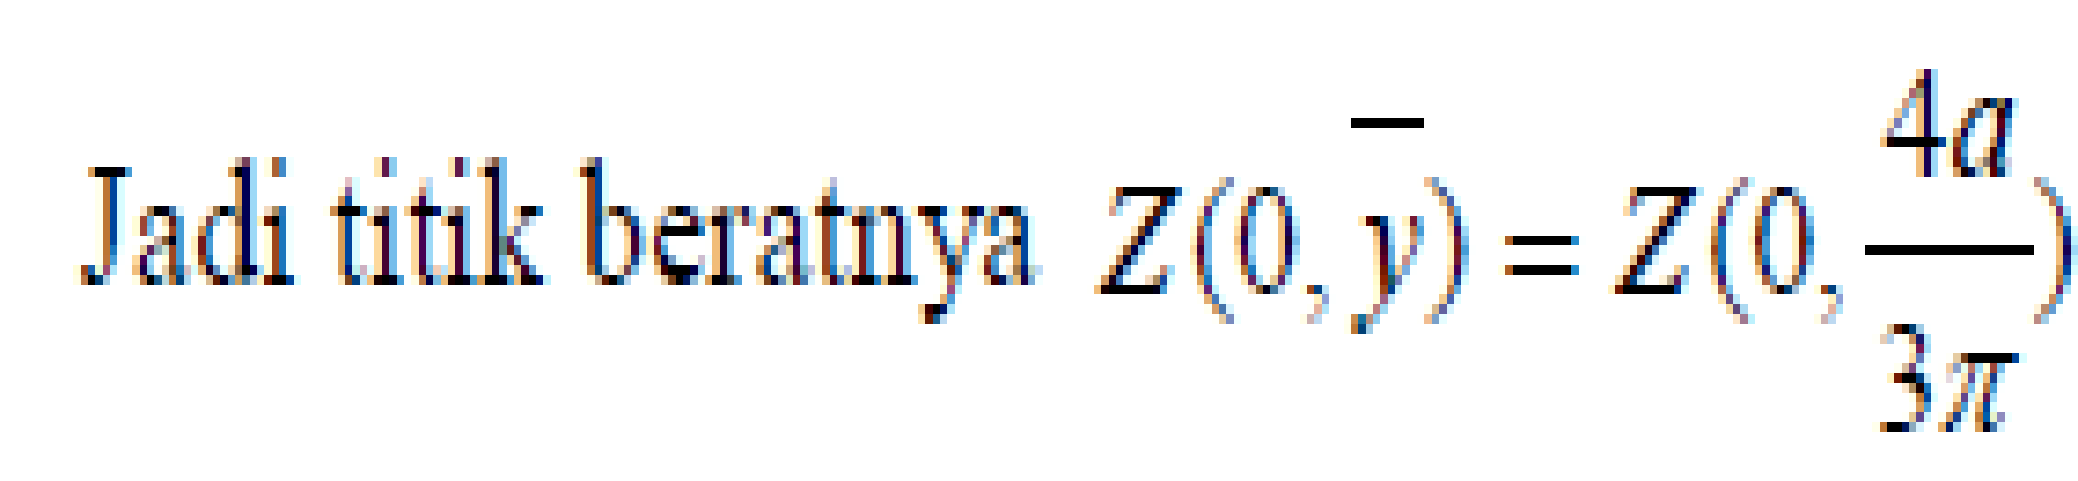 Jadi titik beratnya Z(0, y̅) = Z(0, 4a/3π)